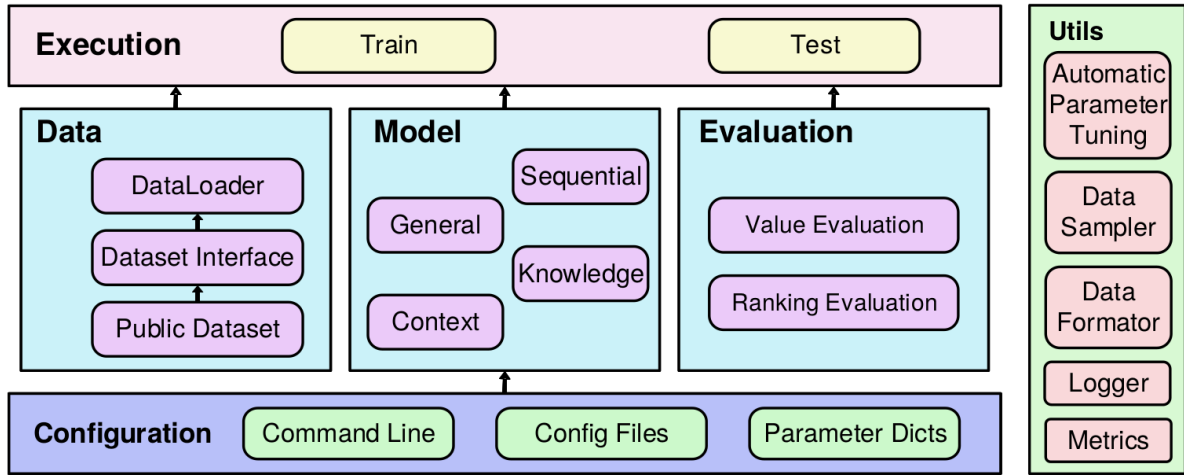 Execution
Train
Test
Data
DataLoader
Dataset Interface
Public Dataset
Model
Sequential
General
Knowledge
Context
Evaluation
Value Evaluation
Ranking Evaluation
Configuration
Command Line
Config Files
Parameter Dicts
Utils
Automatic
Parameter
Tuning
Data
Sampler
Data
Formator
Logger
Metrics